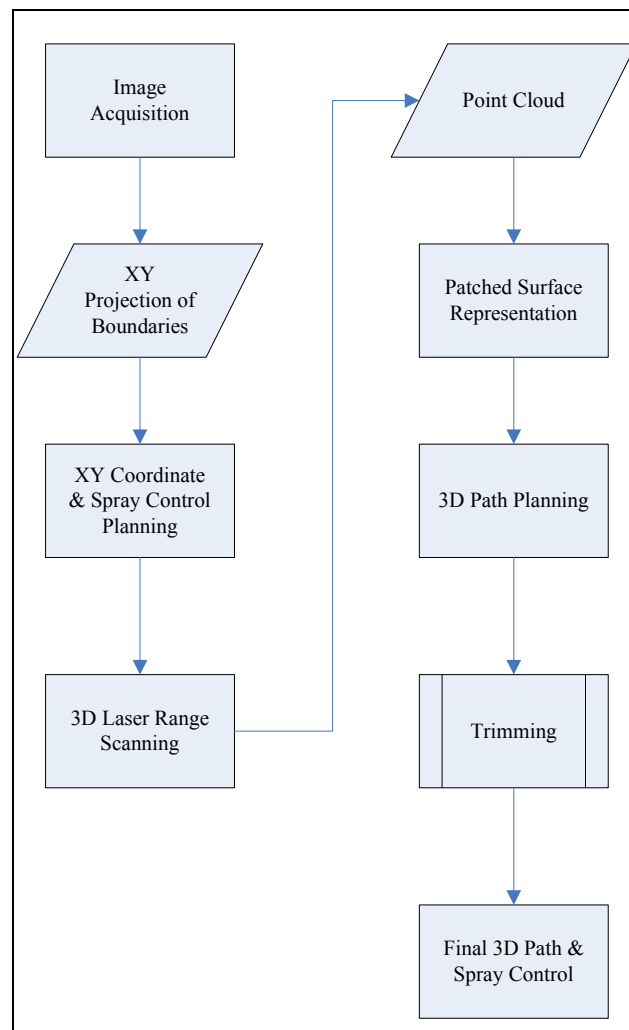 Image
Acquisition
XY
Projection of
Boundaries
XY Coordinate
& Spray Control
Planning
3D Laser Range
Scanning
Point Cloud
Patched Surface
Representation
3D Path Planning
Trimming
Final 3D Path &
Spray Control